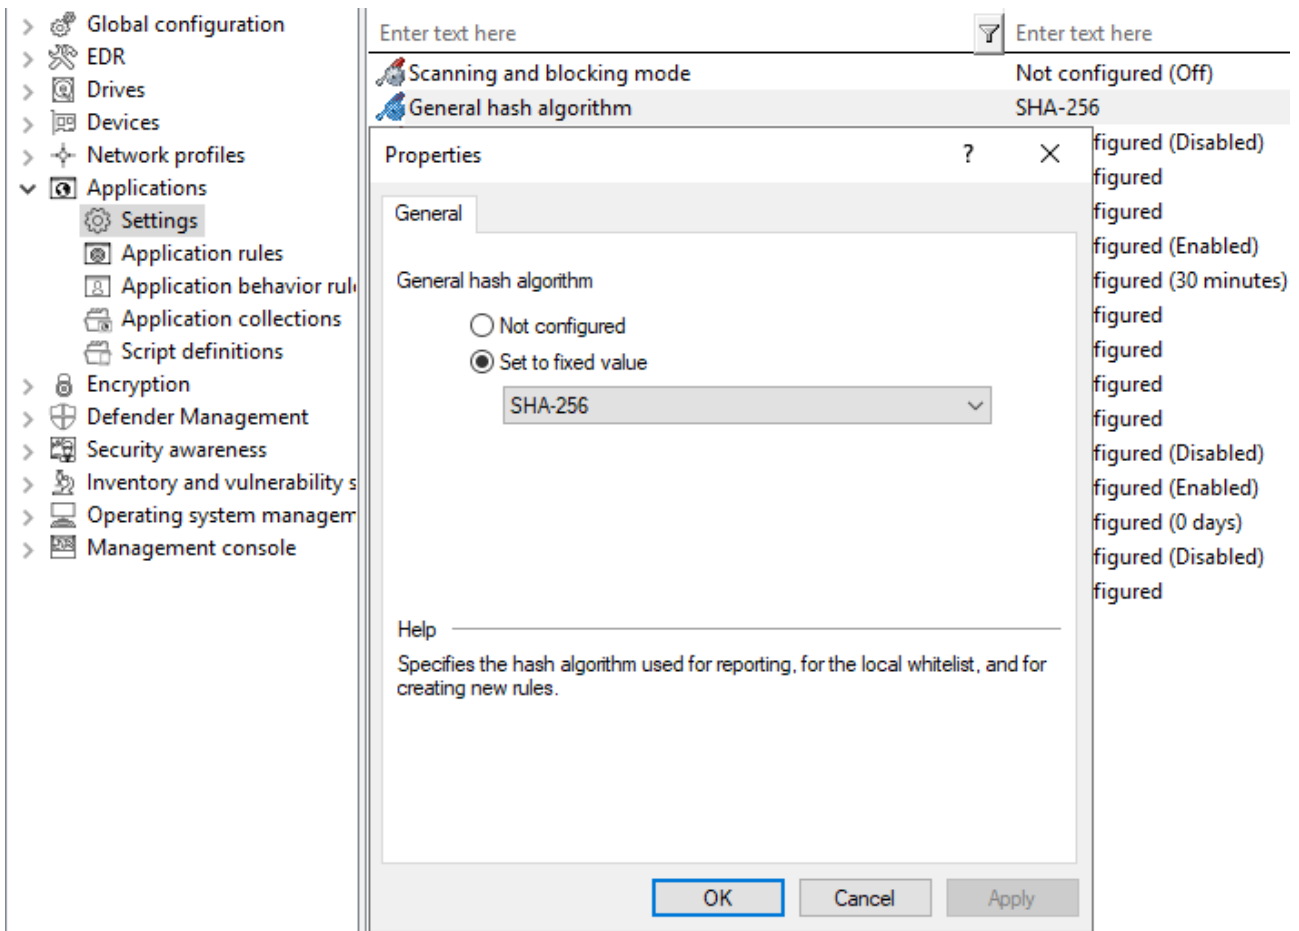 Global configuration
EDR
Drives
Devices
Network profiles
Applications
Settings
Application rules
Application behavior rul
Application collections
Script definitions
Encryption
Defender Management
Security awareness
Inventory and vulnerability s
Operating system managem
Management console
Enter text here
Enter text here
Scanning and blocking mode
Not configured (Off)
General hash algorithm
SHA-256
figured (Disabled)
figured
figured
figured (Enabled)
figured (30 minutes)
figured
figured
figured
figured
figured (Disabled)
figured (Enabled)
figured (0 days)
figured (Disabled)
figured
Properties
?
General
General hash algorithm
Not configured
Set to fixed value
SHA-256
Help
Specifies the hash algorithm used for reporting, for the local whitelist, and for
creating new rules.
OK
Cancel
Apply